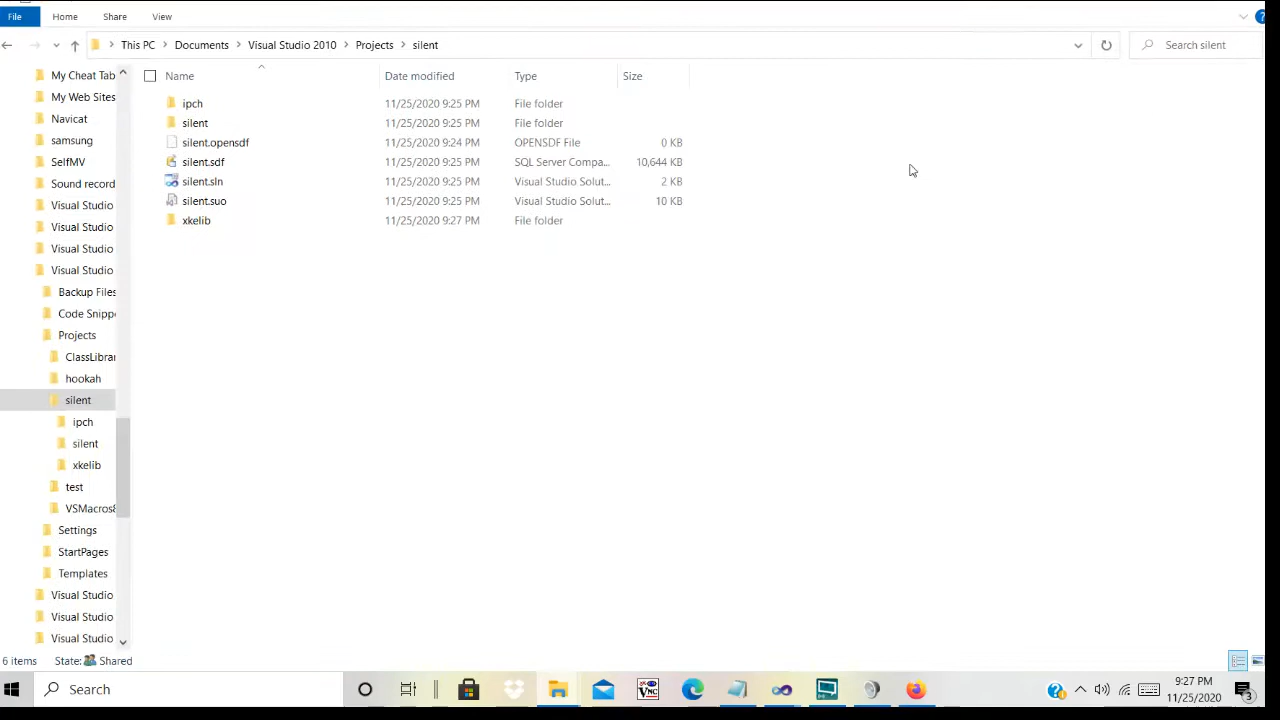 File Home Share View
This PC Documents Visual Studio 2010 Projects silent Search silent
Name Date modified Type Size
ipch 11/25/2020 9:25 PM File folder
silent 11/25/2020 9:25 PM File folder
silent.opensdf 11/25/2020 9:24 PM OPENSDF File 0 KB
silent.sdf 11/25/2020 9:25 PM SQL Server Compa... 10,644 KB
silent.sln 11/25/2020 9:25 PM Visual Studio Solut... 2 KB
silent.suo 11/25/2020 9:25 PM Visual Studio Solut... 10 KB
xkelib 11/25/2020 9:27 PM File folder
My Cheat Tab
My Web Sites
Navicat
samsung
SelfMV
Sound record
Visual Studio
Visual Studio
Visual Studio
Visual Studio
Backup Files
Code Snippe
Projects
ClassLibrar
hookah
silent
ipch
silent
xkelib
test
VSMacros8
Settings
StartPages
Templates
Visual Studio
Visual Studio
Visual Studio
6 items State: Shared
Search
VNC
9:27 PM
11/25/2020
3